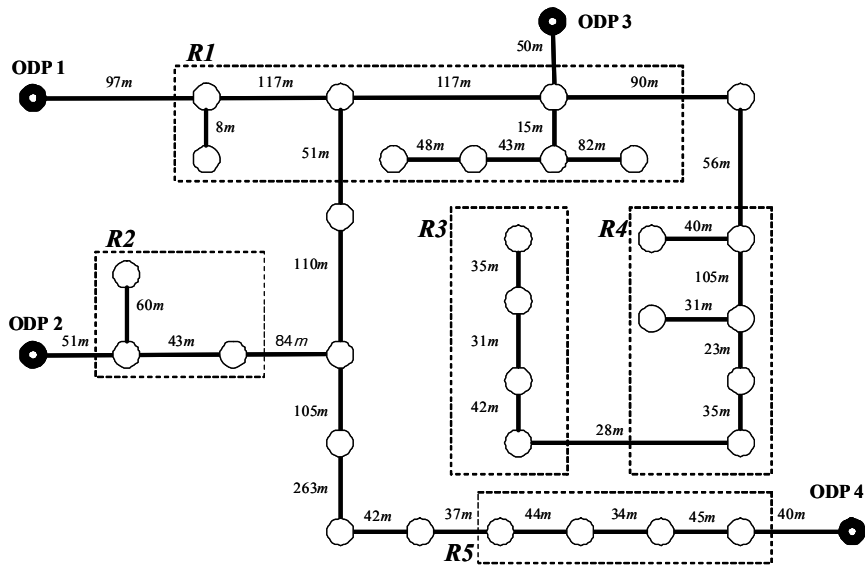 ODP 3
50m
R1
ODP 1
97m
117m
117m
90m
8m
15m
51m
48m
43m
82m
56m
R2
R3
R4
40m
35m
105m
110m
60m
31m
ODP 2
31m
51m
43m
84m
23m
42m
35m
105m
28m
263m
ODP 4
42m
37m
44m
34m
45m
40m
R5